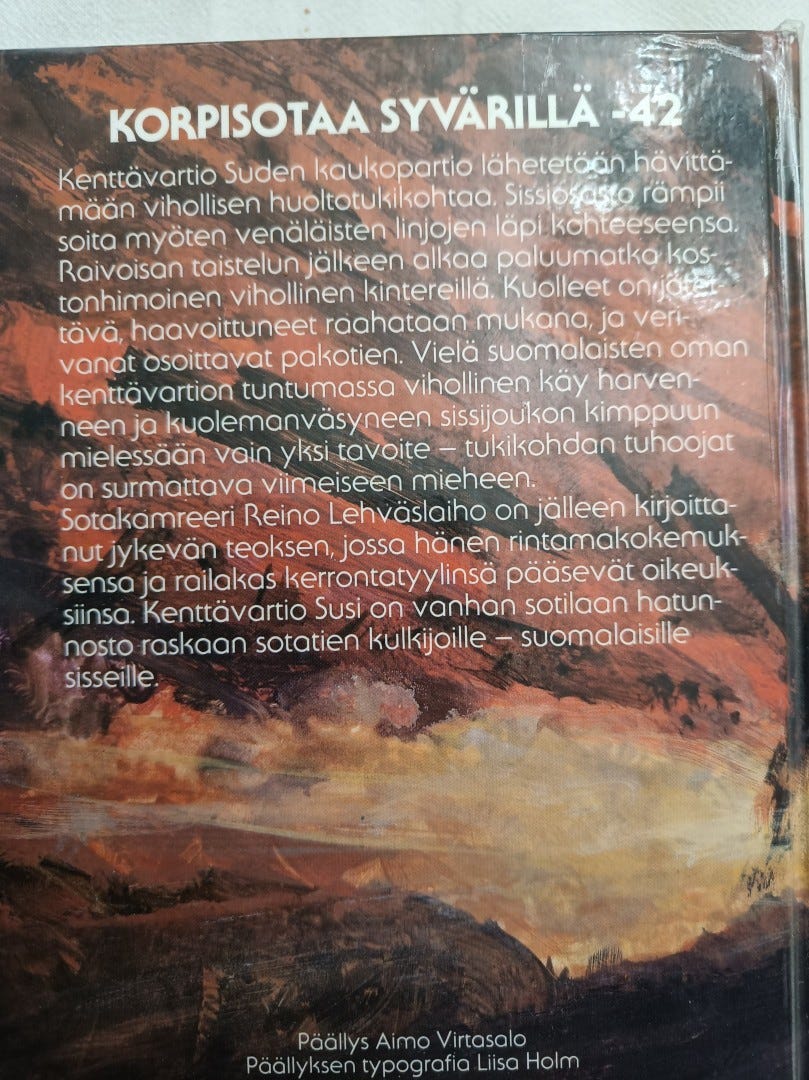 KORPISOTAA SYVÄRILLÄ -42
Kenttävartio Suden kaukopartio lähetetään hävittä-
mään vihollisen huoltotukikohtaa. Sissiosasto rämpii
soita myöten venäläisten linjojen läpi kohteeseensa.
Raivoisan taistelun jälkeen alkaa paluumatka kos-
tonhimoinen vihollinen kintereillä. Kuolleet on jätet-
tävä, haavoittuneet raahataan mukana, ja veri-
vanat osoittavat pakotien. Vielä suomalaisten oman
kenttävartion tuntumassa vihollinen käy harven-
neen ja kuolemanväsyneen sissijoukon kimppuun
mielessään vain yksi tavoite – tukikohdan tuhoojat
on surmattava viimeiseen mieheen.
Sotakamreeri Reino Lehväslaiho on jälleen kirjoitta-
nut jykevän teoksen, jossa hänen rintamakokemuk-
sensa ja railakas kerrontatyylinsä pääsevät oikeuk-
siinsa. Kenttävartio Susi on vanhan sotilaan hatun-
nosto raskaan sotatien kulkijoille – suomalaisille
sisseille.
Päällys Aimo Virtasalo
Päällyksen typografia Liisa Holm